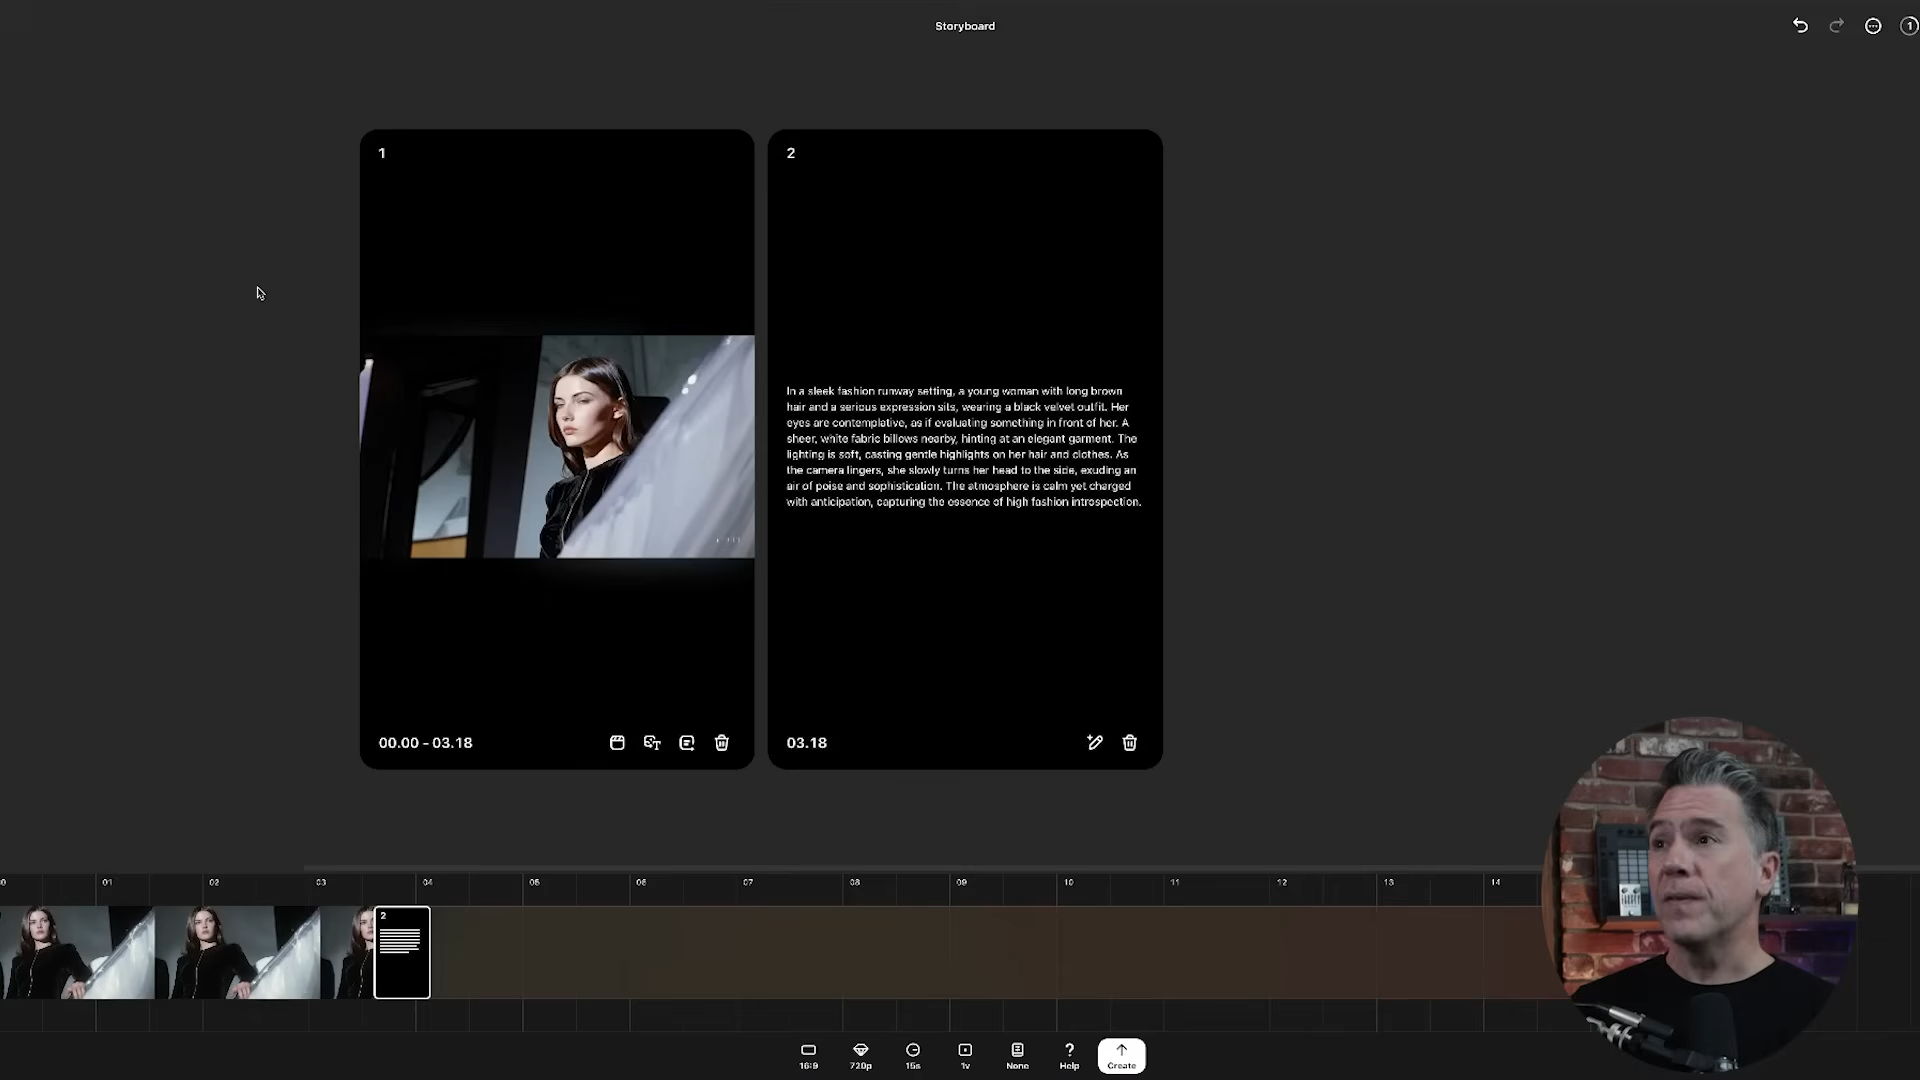 Storyboard
1
1
2
In a sleek fashion runway setting, a young woman with long brown
hair and a serious expression sits, wearing a black velvet outfit. Her
eyes are contemplative, as if evaluating something in front of her. A
sheer, white fabric billows nearby, hinting at an elegant garment. The
lighting is soft, casting gentle highlights on her hair and clothes. As
the camera lingers, she slowly turns her head to the side, exuding an
air of poise and sophistication. The atmosphere is calm yet charged
with anticipation, capturing the essence of high fashion introspection.
00.00 - 03.18
03.18
01 02 03 04 05 06 07 08 09 10 11 12 13 14
2
16:9 720p 15s 1v None Help Create